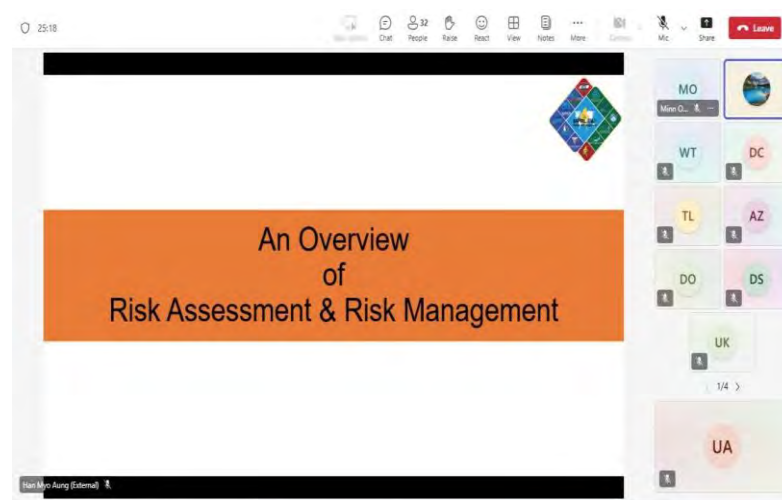 25:18
Chat
32
People
Raise
React
View
Notes
More
Mic
Share
Leave
An Overview
of
Risk Assessment & Risk Management
MO
Minn O...
WT
DC
TL
AZ
DO
DS
UK
1/4
UA
Han Myo Aung (External)